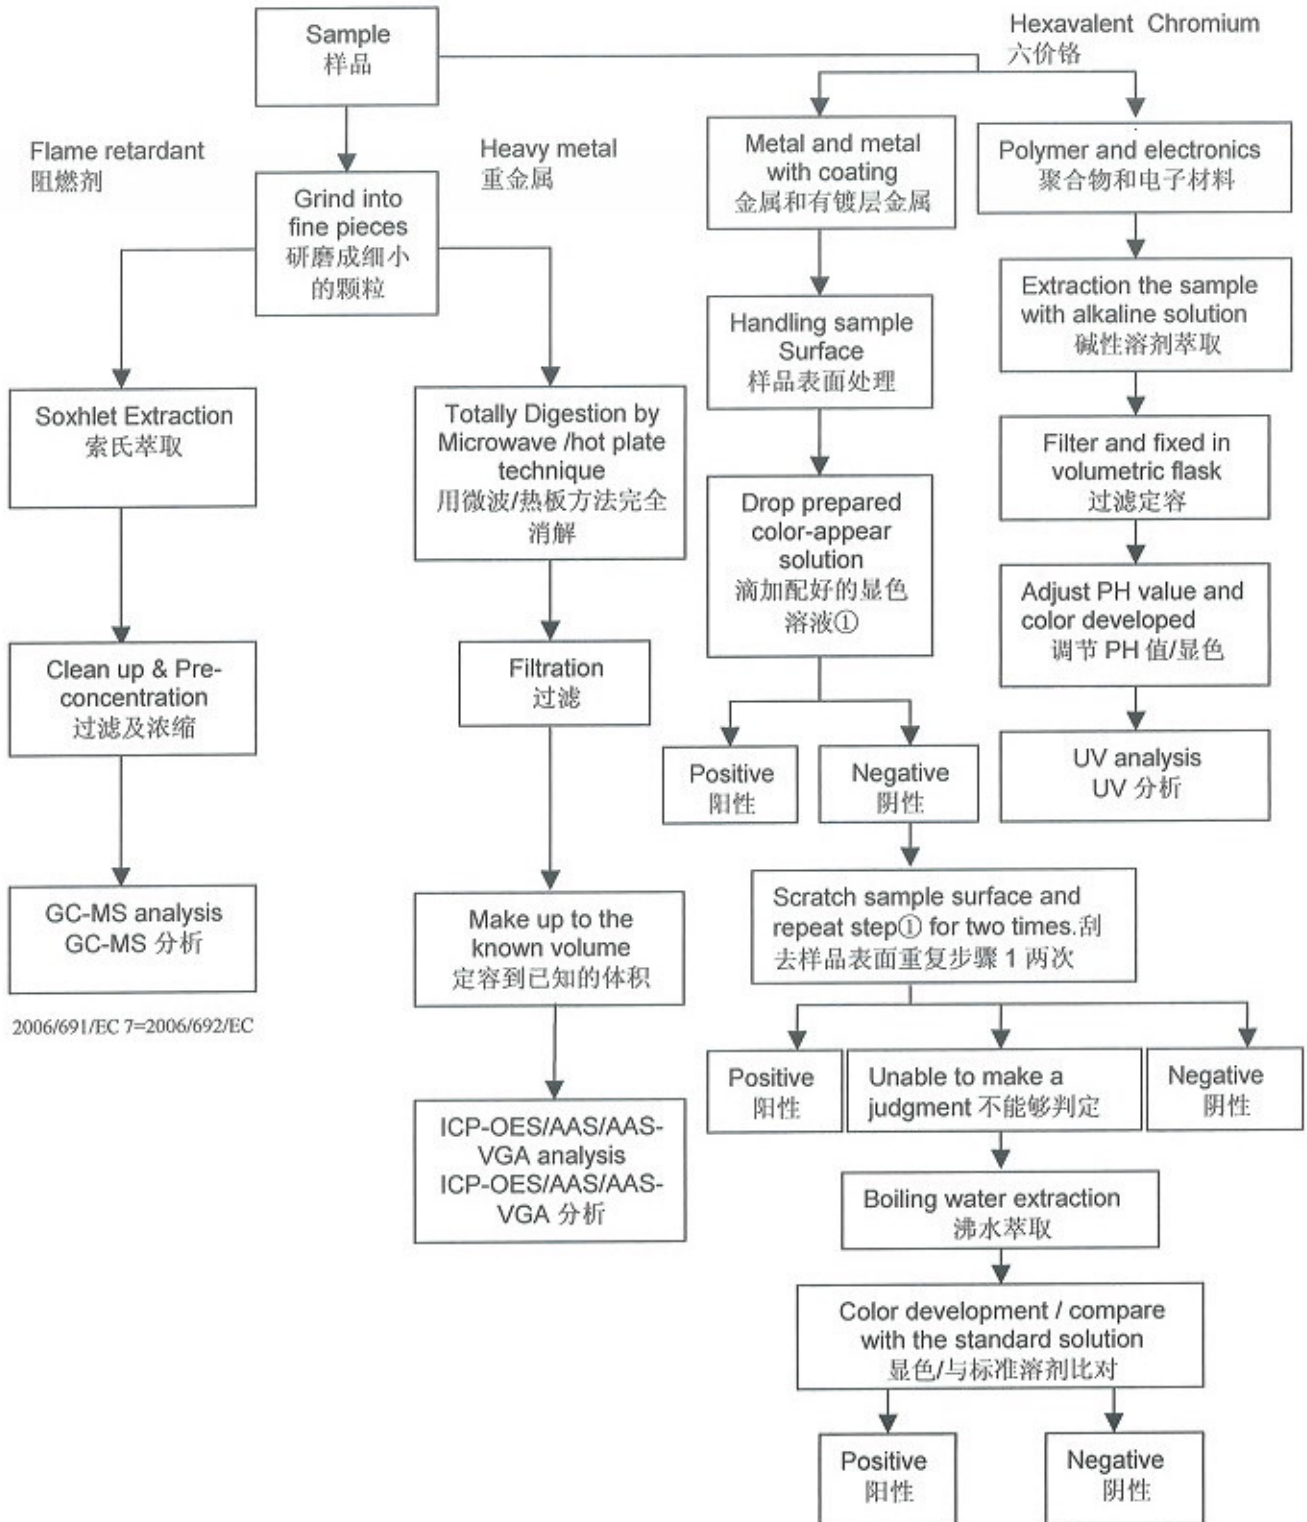 Sample
样品
Hexavalent Chromium
六价铬
Flame retardant
阻燃剂
Heavy metal
重金属
Grind into
fine pieces
研磨成细小
的颗粒
Metal and metal
with coating
金属和有镀层金属
Polymer and electronics
聚合物和电子材料
Soxhlet Extraction
索氏萃取
Totally Digestion by
Microwave /hot plate
technique
用微波/热板方法完全
消解
Handling sample
Surface
样品表面处理
Extraction the sample
with alkaline solution
碱性溶剂萃取
Drop prepared
color-appear
solution
滴加配好的显色
溶液①
Filter and fixed in
volumetric flask
过滤定容
Adjust PH value and
color developed
调节 PH 值/显色
Clean up & Pre-
concentration
过滤及浓缩
Filtration
过滤
Positive
阳性
Negative
阴性
UV analysis
UV 分析
GC-MS analysis
GC-MS 分析
2006/691/EC 7=2006/692/EC
Make up to the
known volume
定容到已知的体积
Scratch sample surface and
repeat step① for two times.刮
去样品表面重复步骤 1 两次
Positive
阳性
Unable to make a
judgment 不能够判定
Negative
阴性
ICP-OES/AAS/AAS-
VGA analysis
ICP-OES/AAS/AAS-
VGA 分析
Boiling water extraction
沸水萃取
Color development / compare
with the standard solution
显色/与标准溶剂比对
Positive
阳性
Negative
阴性